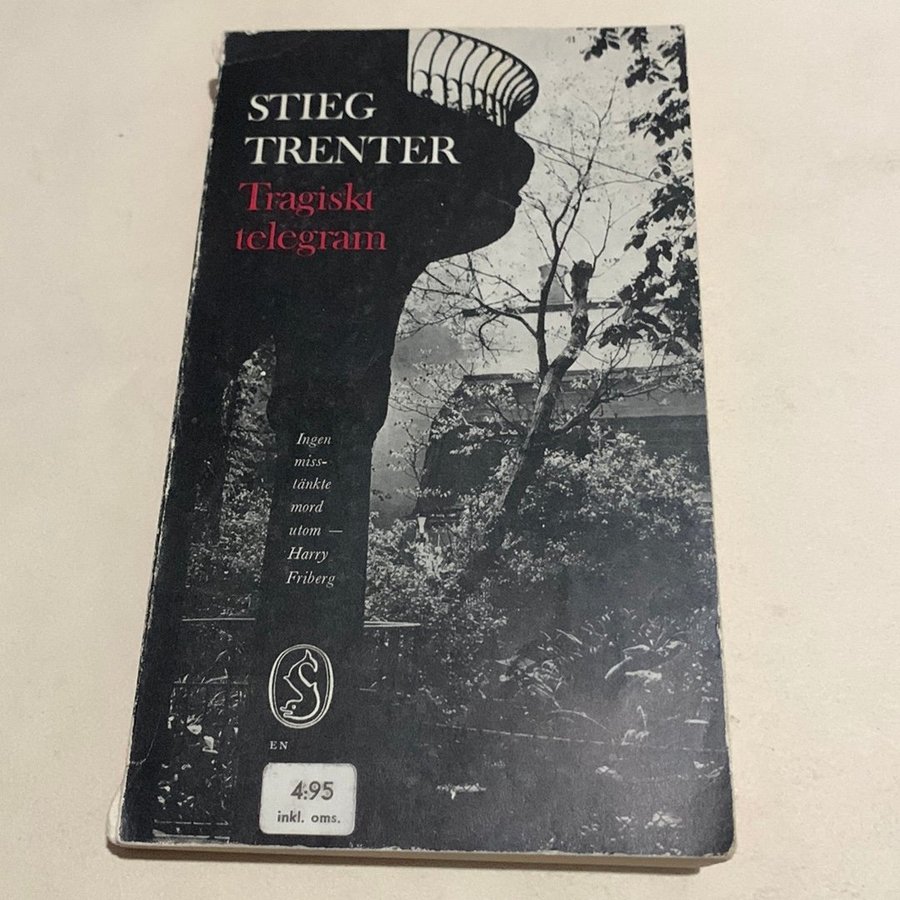 STIEG
TRENTER
Tragiskt
telegram
Ingen
miss-
tänkte
mord
utom —
Harry
Friberg
S
EN
4:95
inkl. oms.